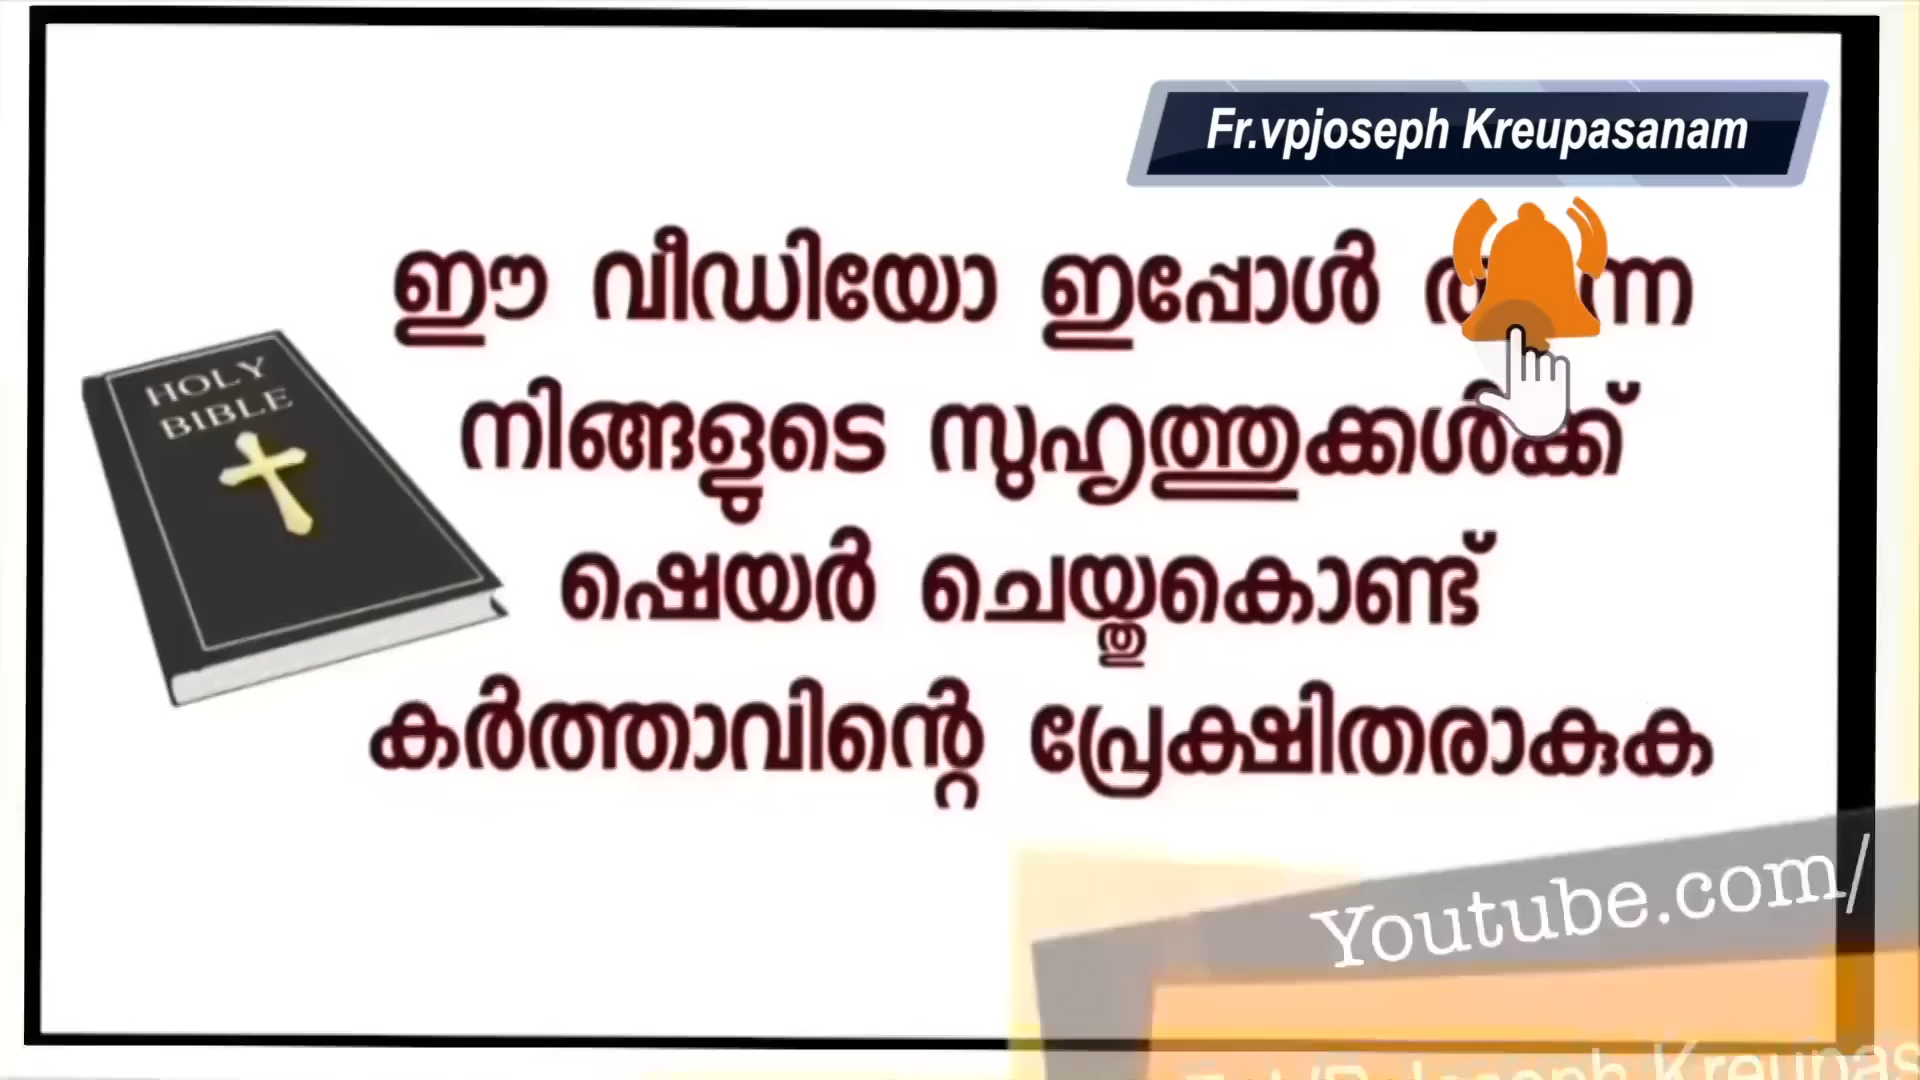 Fr.vpjoseph Kreupasanam
ഈ വീഡിയോ ഇപ്പോൾ
നിങ്ങളുടെ സുഹൃത്തുക്കൾക്ക്
ഷെയർ ചെയ്തുകൊണ്ട്
കർത്താവിന്റെ പ്രേക്ഷിതരാകുക
HOLY
BIBLE
Youtube.com/